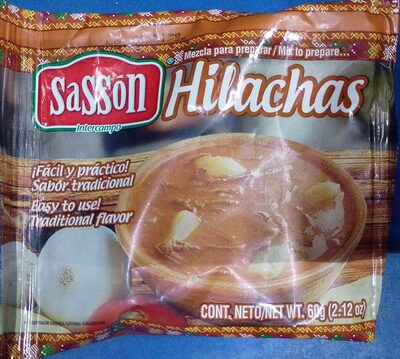 Mezcla para preparar/Mix to prepare...
Sassón®
Intercampo
Hilachas
¡Fácil y práctico!
Sabor tradicional
Easy to use!
Traditional flavor
CONT. NETO/NET WT. 60g (2.12 oz)